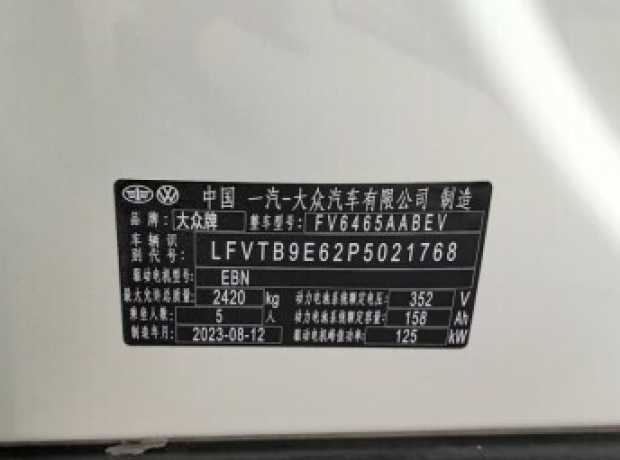 中国 一汽-大众汽车有限公司 制造
品牌: 大众牌 整车型号: FV6465AABEV
车辆识别代号: LFVTB9E62P5021768
驱动电机型号: EBN
最大允许总质量: 2420 kg 动力电池系统额定电压: 352 V
乘坐人数: 5 人 动力电池系统额定容量: 158 Ah
制造年月: 2023-08-12 驱动电机峰值功率: 125 kW